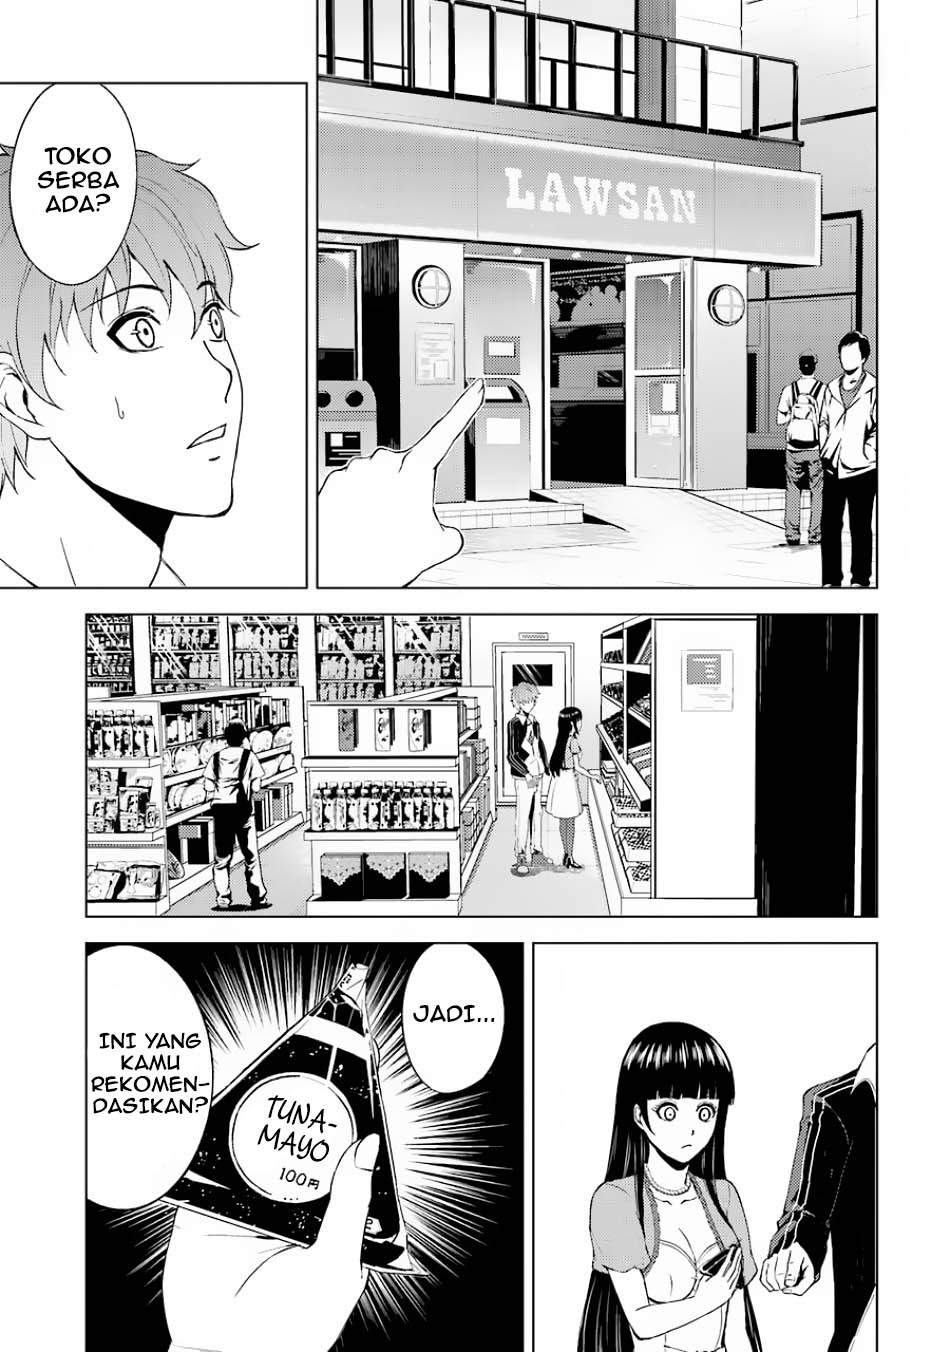 LAWSAN
TOKO
SERBA
ADA?
JADI...
INI YANG
KAMU
REKOMEN-
DASIKAN?
TUNA-
MAYO
100円